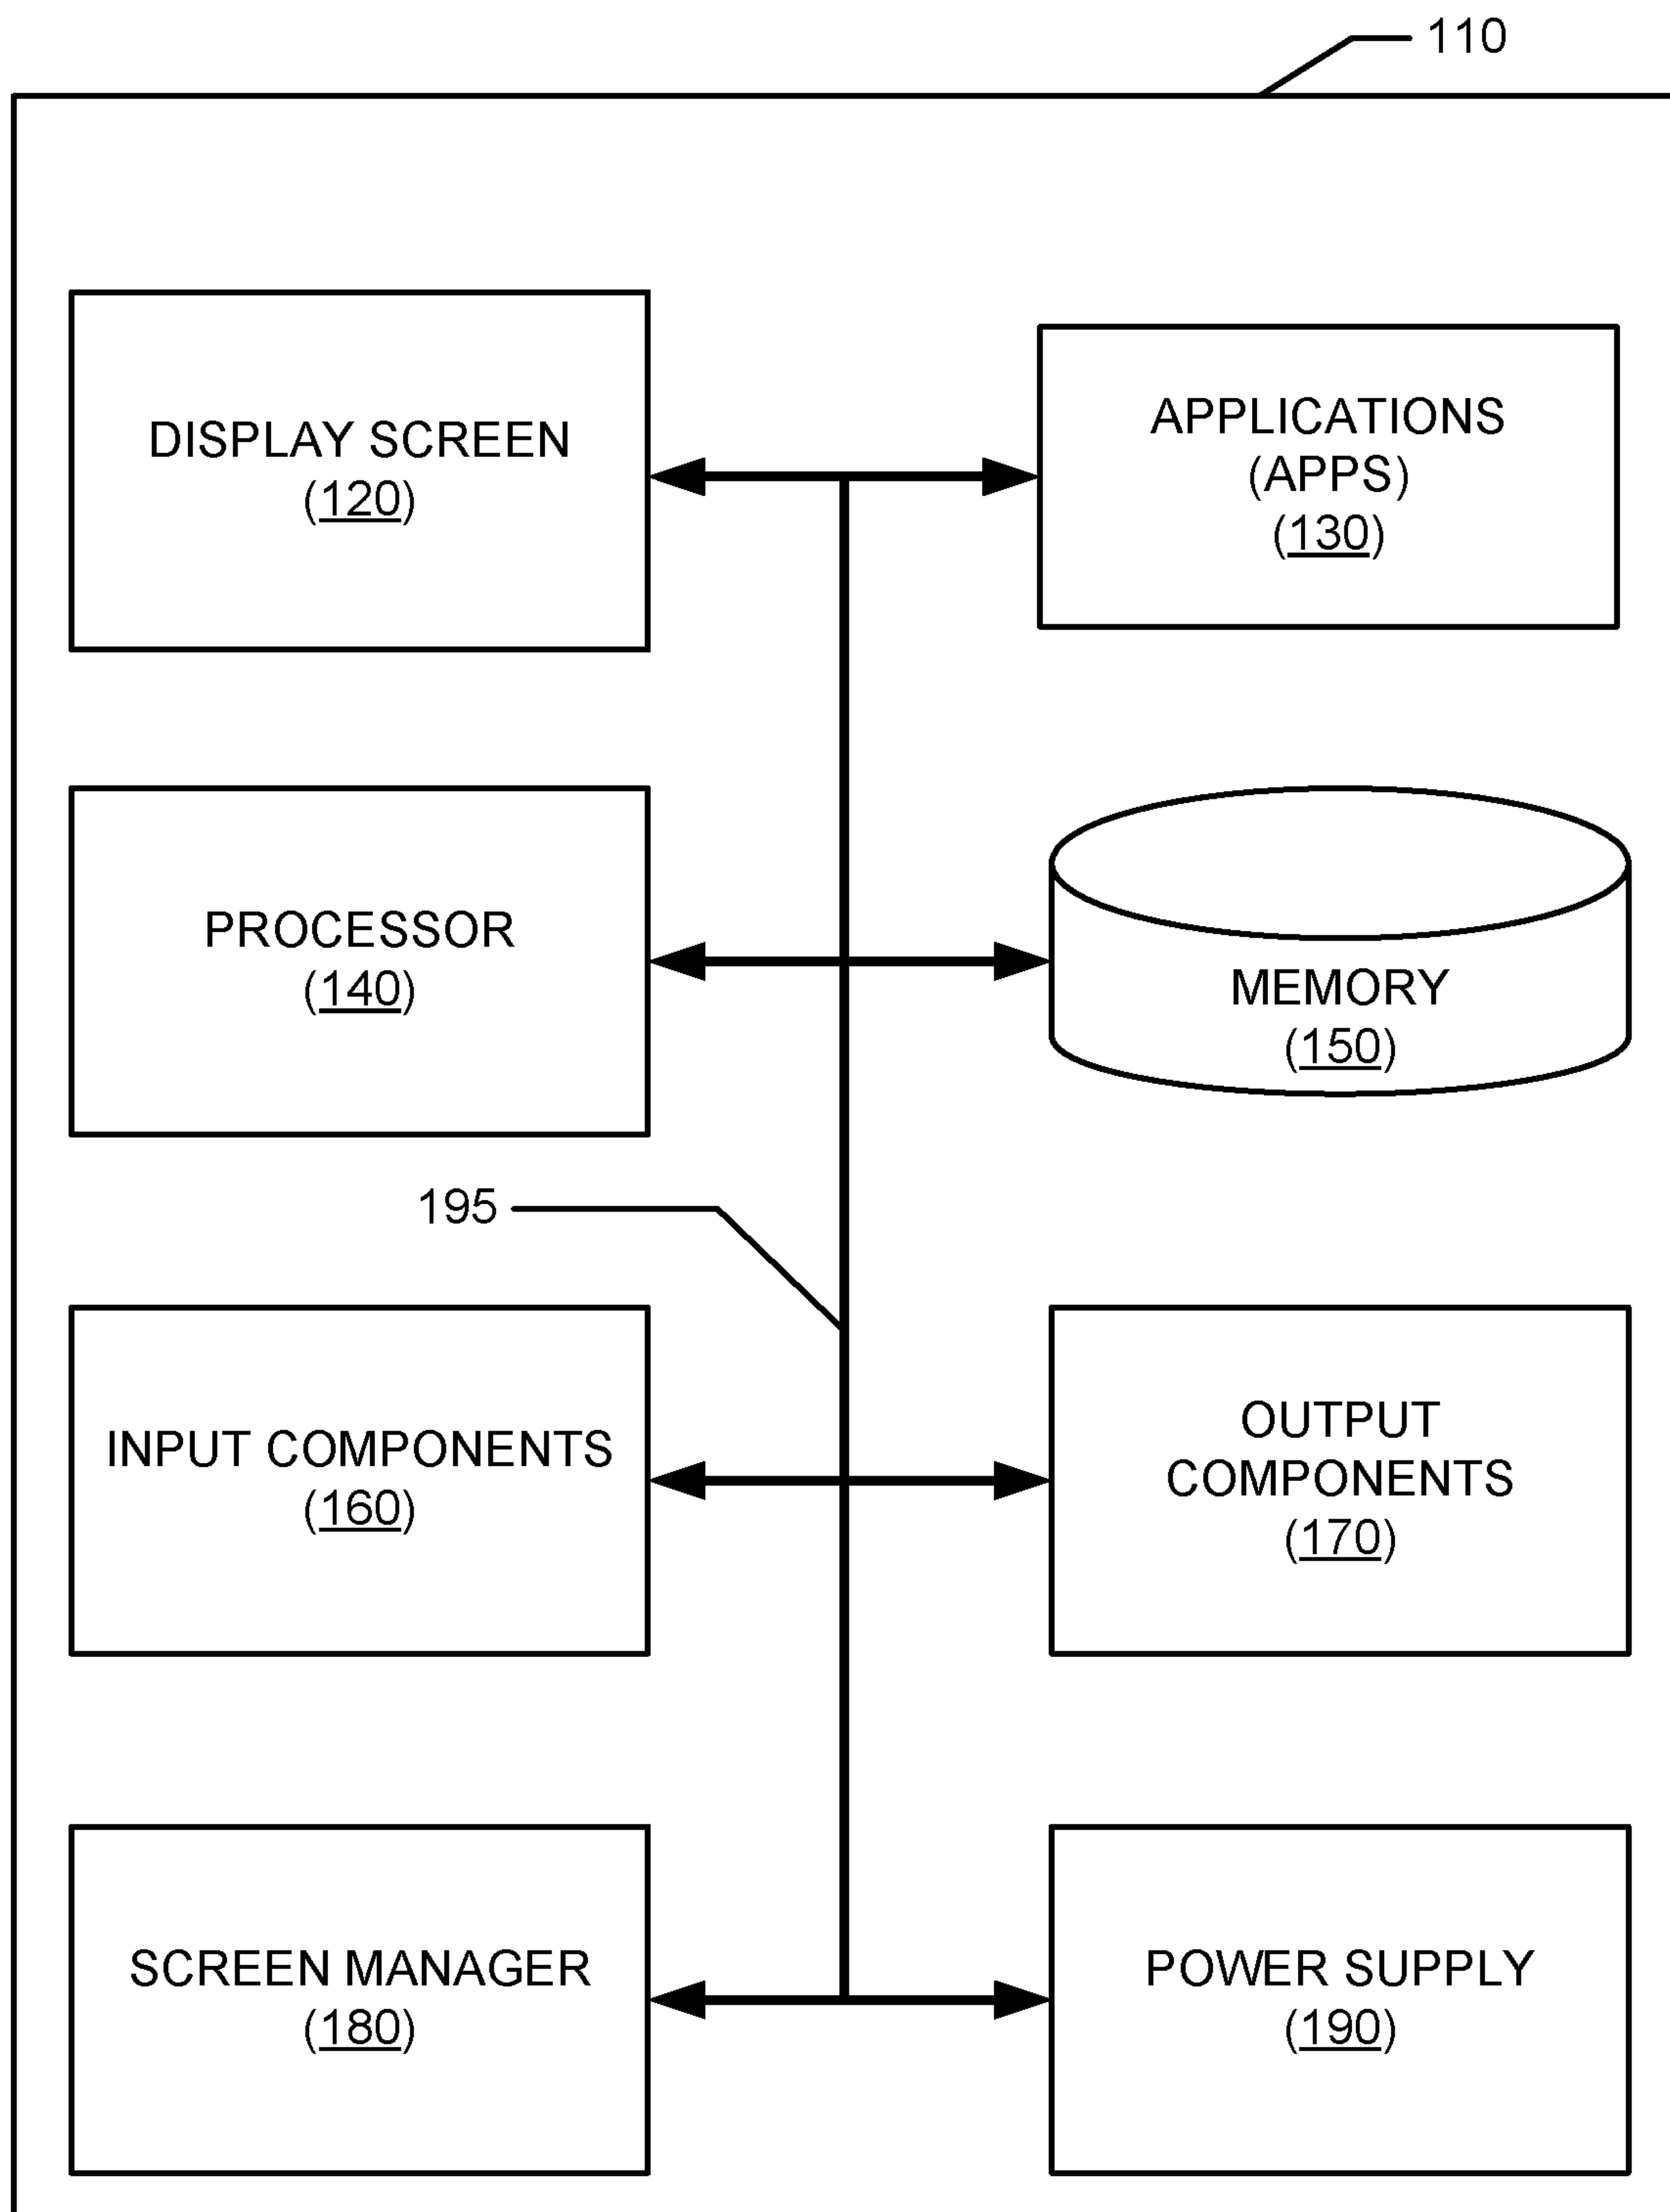 110
DISPLAY SCREEN
(120)
APPLICATIONS
(APPS)
(130)
PROCESSOR
(140)
MEMORY
(150)
195
INPUT COMPONENTS
(160)
OUTPUT
COMPONENTS
(170)
SCREEN MANAGER
(180)
POWER SUPPLY
(190)